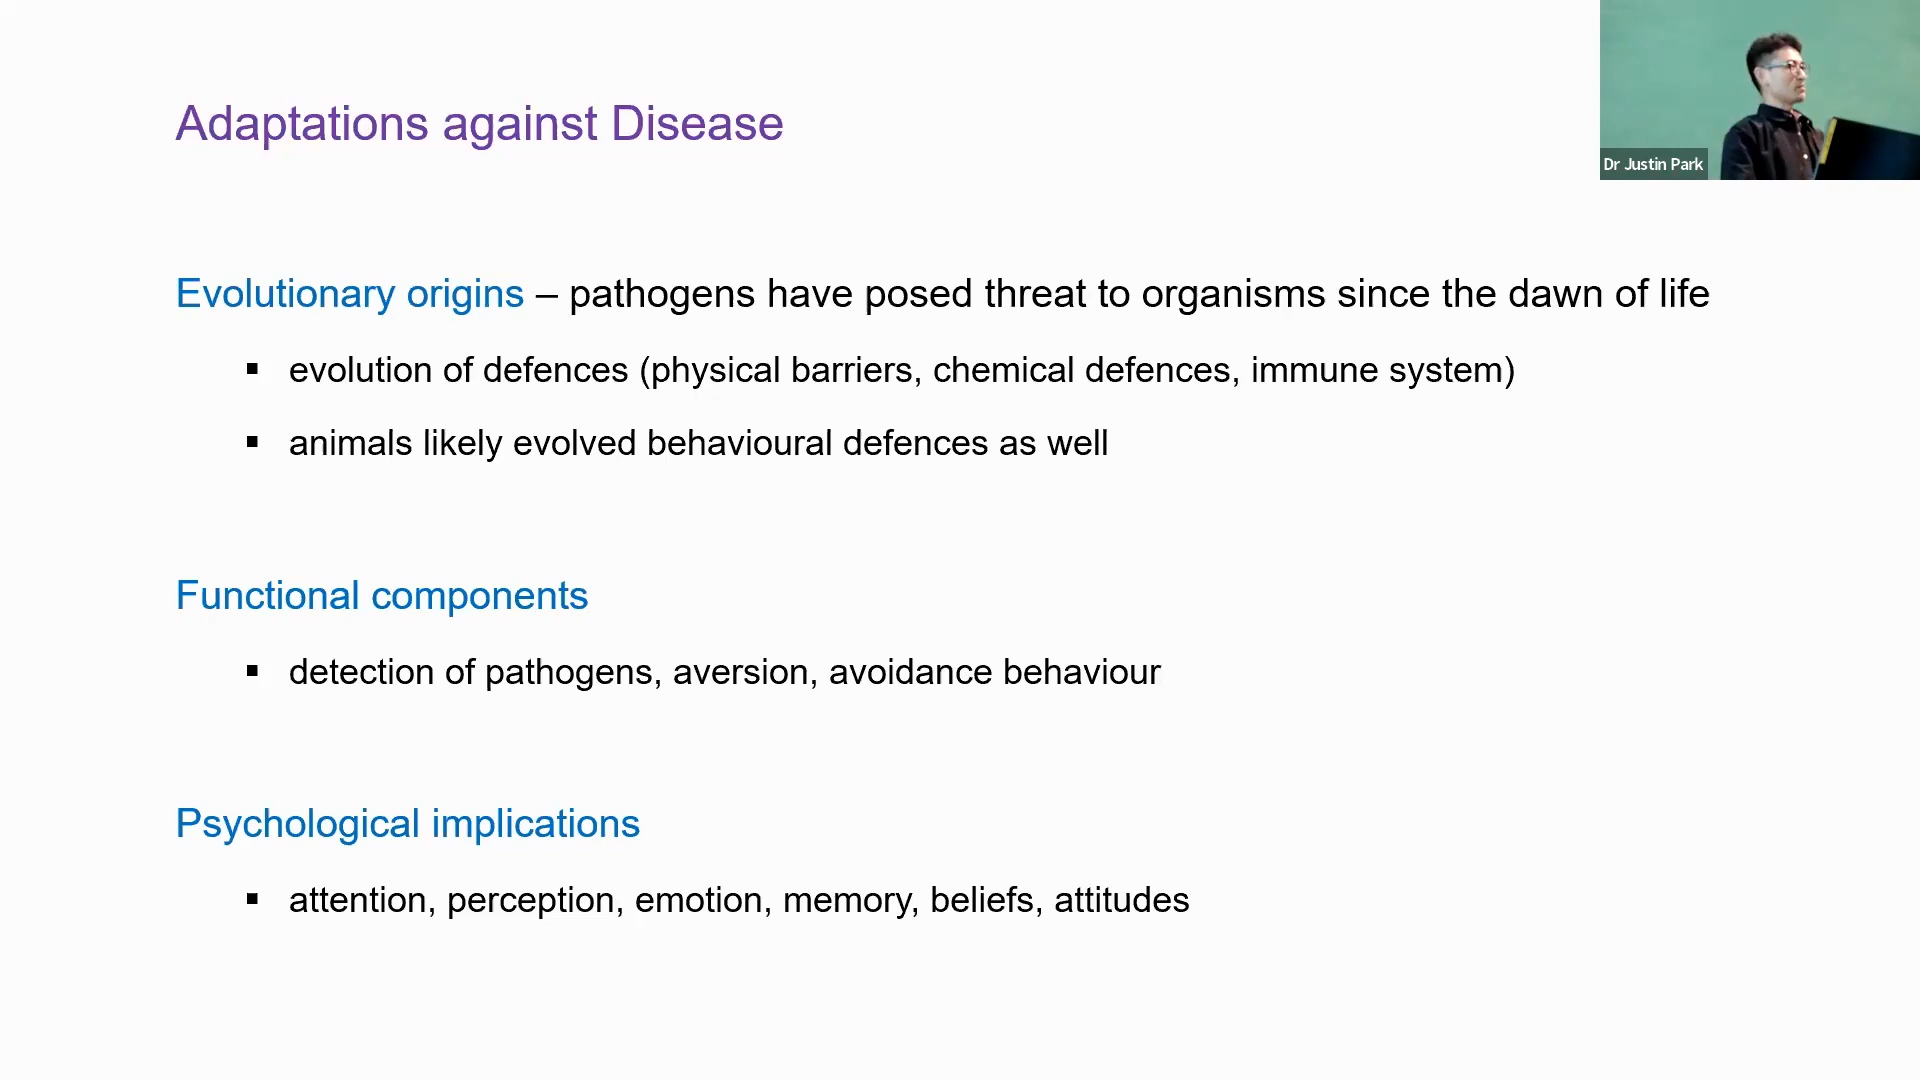 Adaptations against Disease
Dr Justin Park
Evolutionary origins – pathogens have posed threat to organisms since the dawn of life
▪ evolution of defences (physical barriers, chemical defences, immune system)
▪ animals likely evolved behavioural defences as well
Functional components
▪ detection of pathogens, aversion, avoidance behaviour
Psychological implications
▪ attention, perception, emotion, memory, beliefs, attitudes